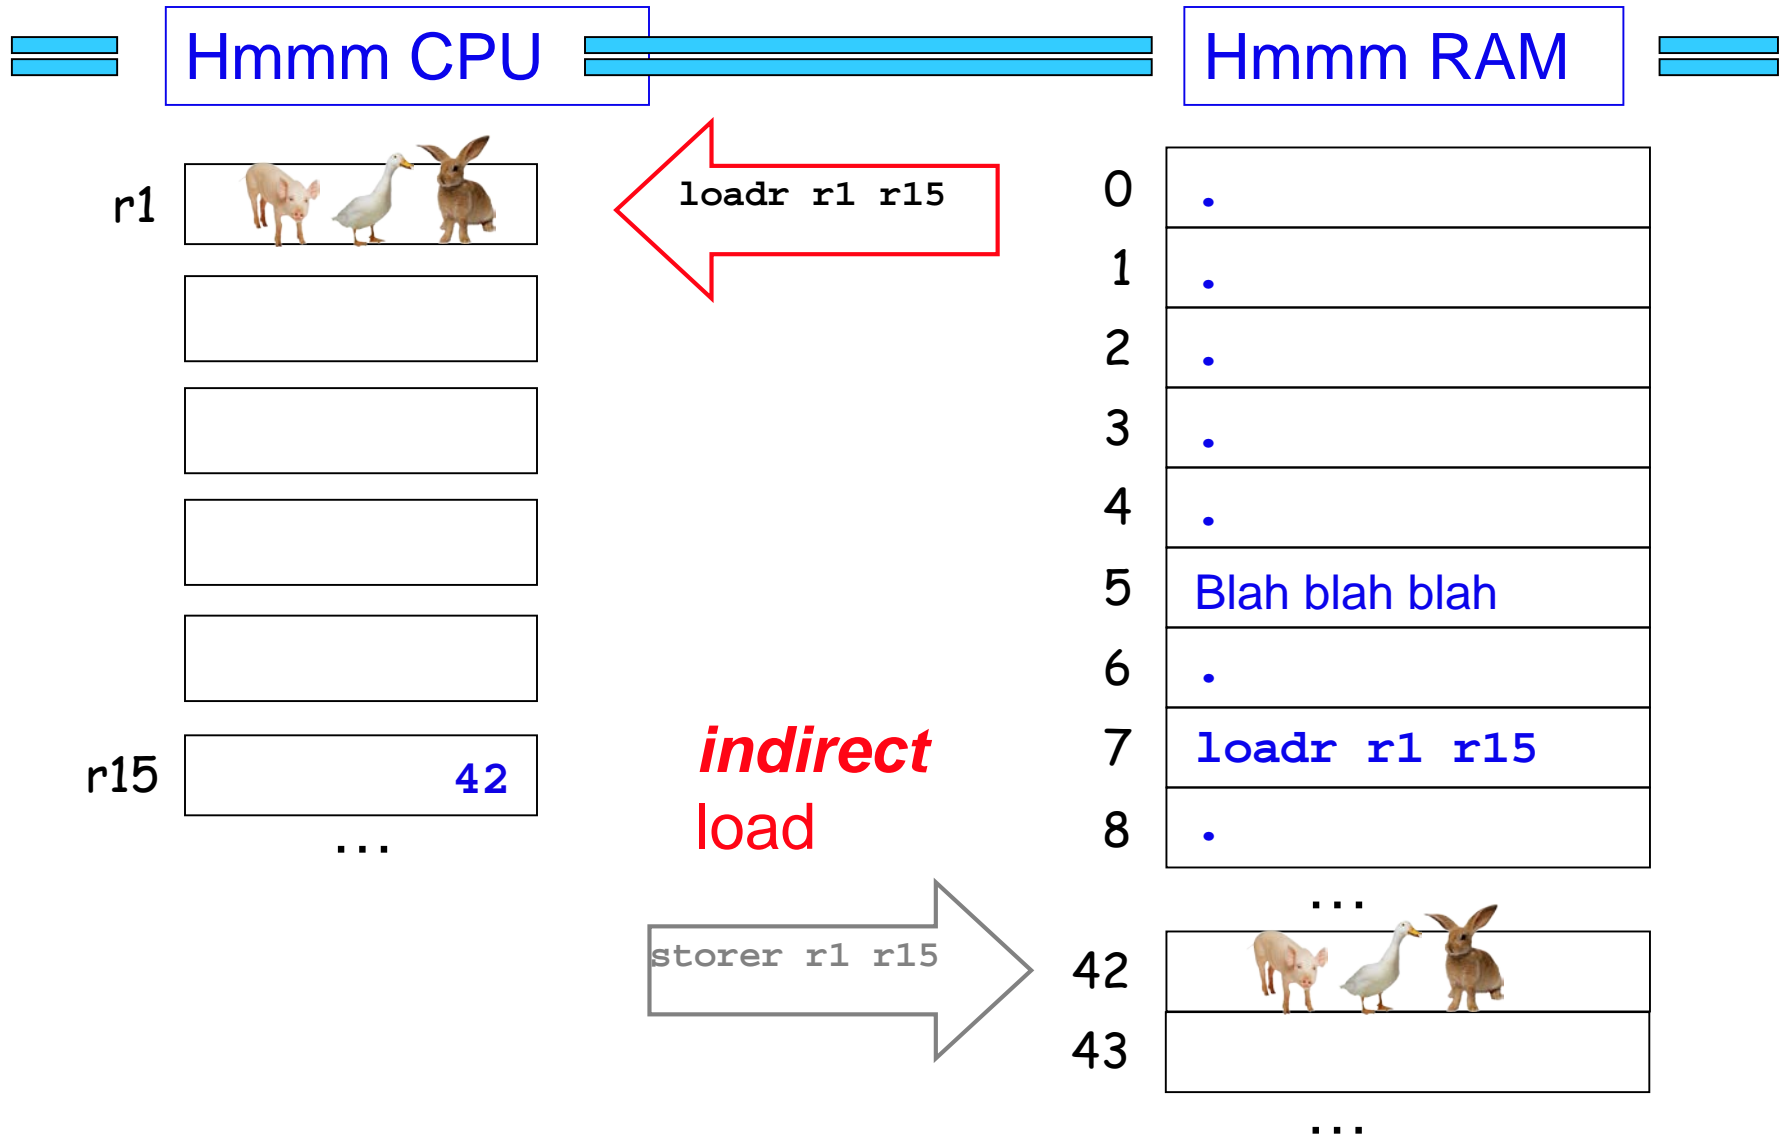 Hmmm CPU
Hmmm RAM
r1
loadr r1 r15
0 .
1 .
2 .
3 .
4 .
5 Blah blah blah
6 .
7 loadr r1 r15
8 .
...
r15 42
...
indirect
load
storer r1 r15
42
43
...